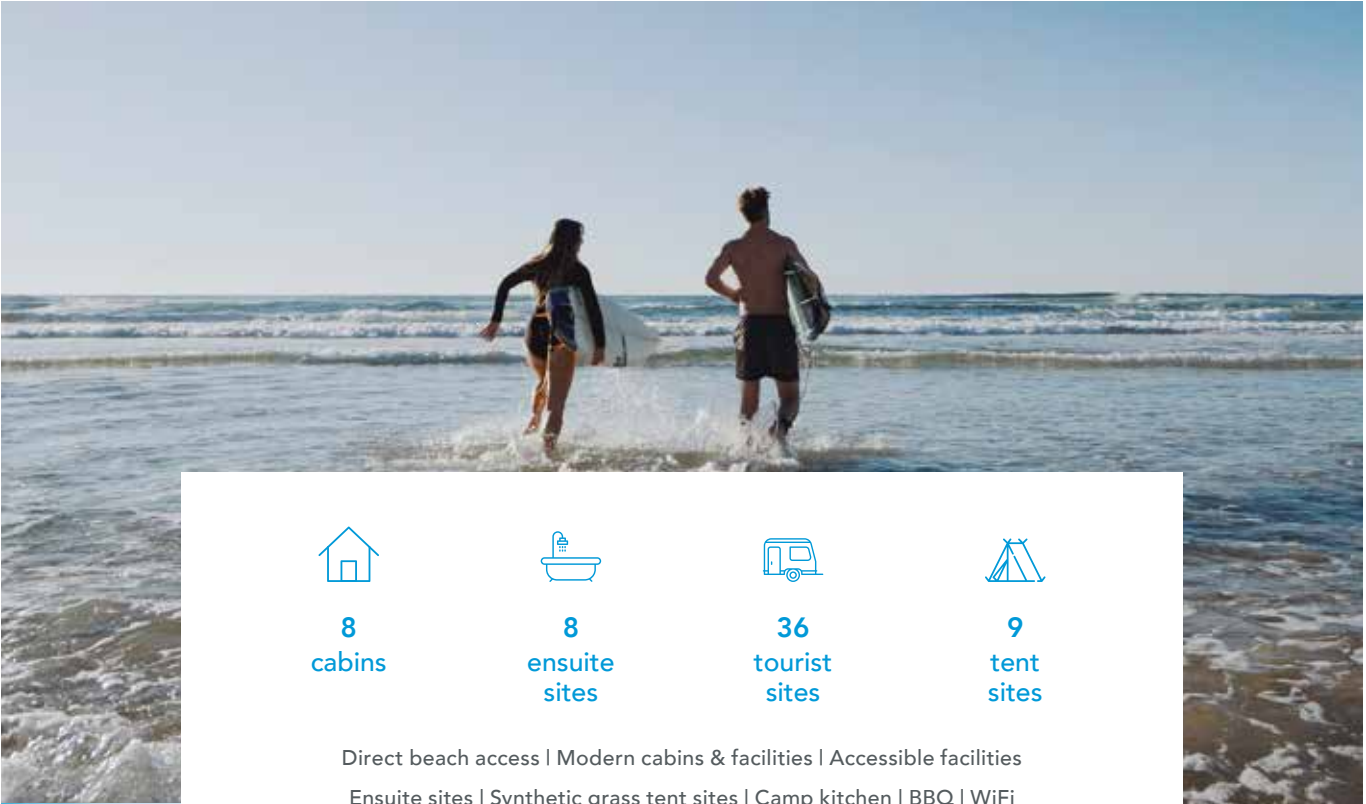 8
cabins
8
ensuite
sites
36
tourist
sites
9
tent
sites
Direct beach access | Modern cabins & facilities | Accessible facilities
Ensuite sites | Synthetic grass tent sites | Camp kitchen | BBQ | WiFi